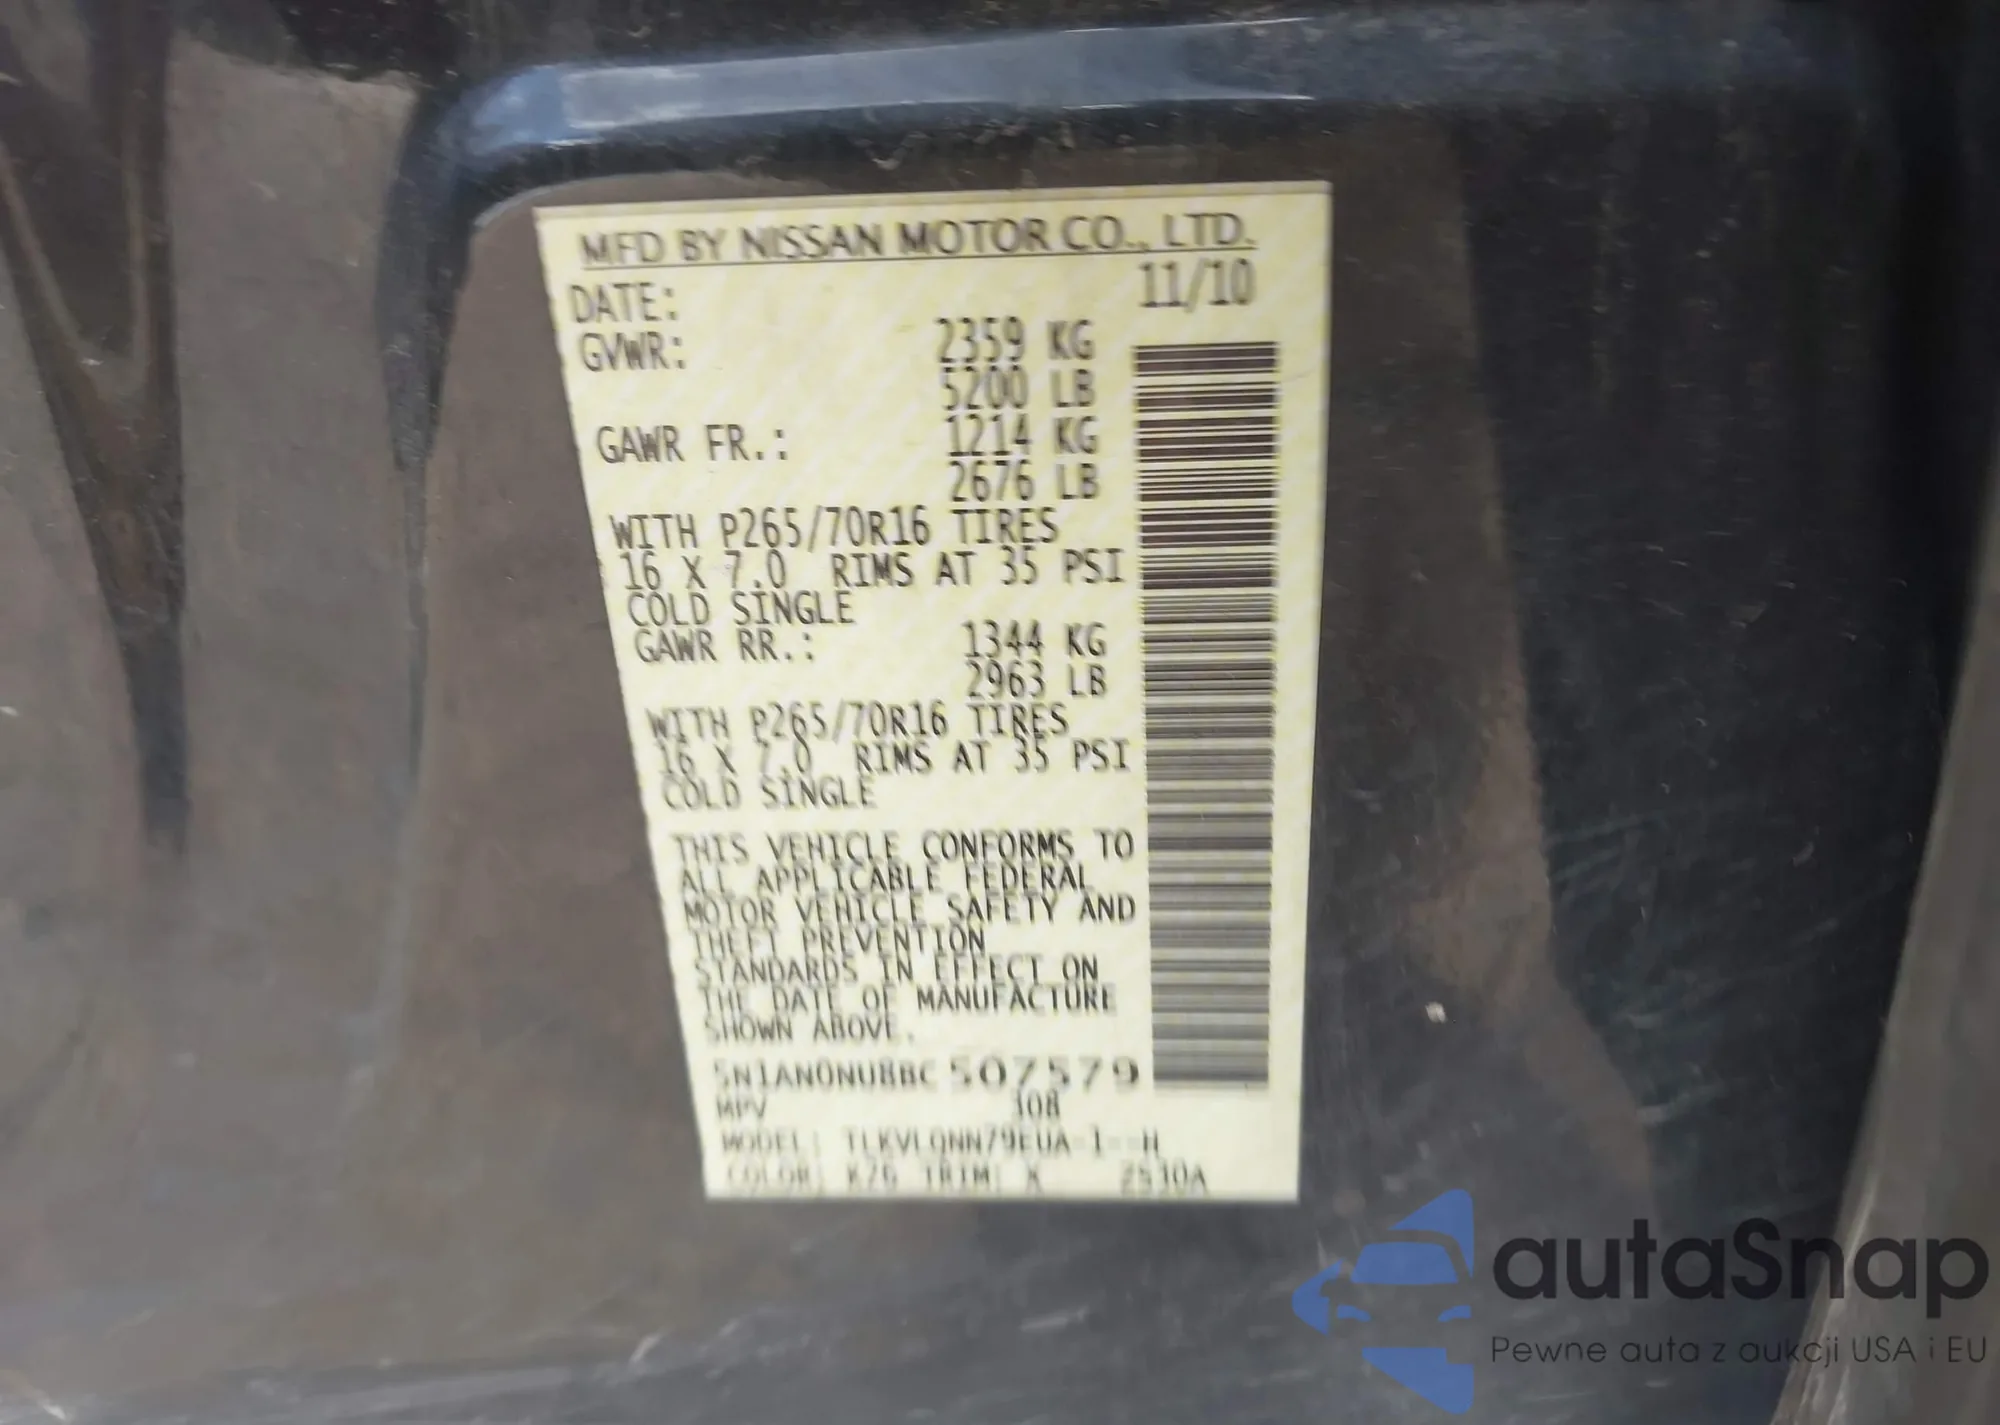 MFD BY NISSAN MOTOR CO., LTD.
DATE: 11/10
GVWR: 2359 KG
5200 LB
GAWR FR.: 1214 KG
2676 LB
WITH P265/70R16 TIRES
16 X 7.0 RIMS AT 35 PSI
COLD SINGLE
GAWR RR.: 1344 KG
2963 LB
WITH P265/70R16 TIRES
16 X 7.0 RIMS AT 35 PSI
COLD SINGLE
THIS VEHICLE CONFORMS TO
ALL APPLICABLE FEDERAL
MOTOR VEHICLE SAFETY AND
THEFT PREVENTION
STANDARDS IN EFFECT ON
THE DATE OF MANUFACTURE
SHOWN ABOVE.
5N1AN0NU8BC 507579
MPV 308
MODEL: TLKVLQNN79EUA-1--H
COLOR: TRIM: X
autaSnap
Pewne auta z aukcji USA i EU